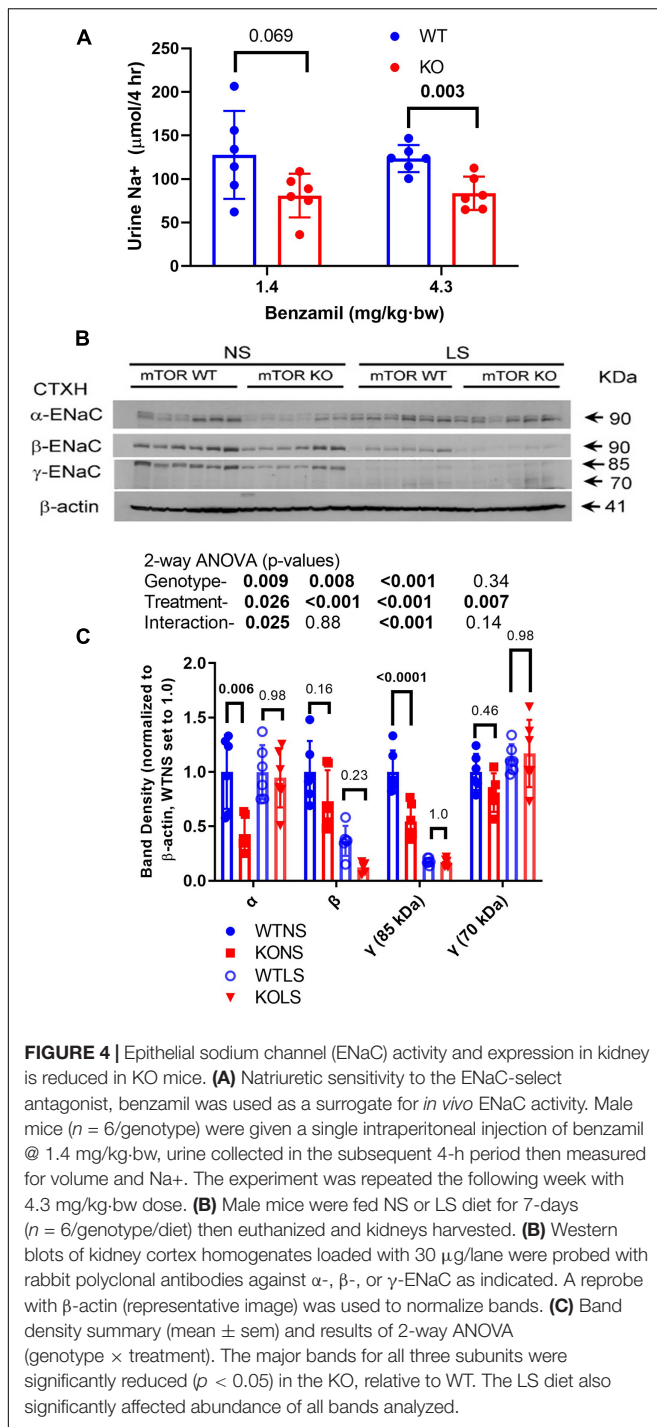 A
WT
KO
0.069
0.003
250
200
150
100
50
0
Urine Na+ (μmol/4 hr)
1.4 4.3
Benzamil (mg/kg·bw)
B
NS LS
mTOR WT mTOR KO mTOR WT mTOR KO KDa
CTXH
α-ENaC 90
β-ENaC 90
γ-ENaC 85
70
β-actin 41
2-way ANOVA (p-values)
Genotype- 0.009 0.008 <0.001 0.34
Treatment- 0.026 <0.001 <0.001 0.007
Interaction- 0.025 0.88 <0.001 0.14
C
Band Density (normalized to
β-actin, WTNS set to 1.0)
2.0
1.5
1.0
0.5
0.0
0.006 0.98 0.16 0.23 <0.0001 1.0 0.46 0.98
α β γ (85 kDa) γ (70 kDa)
WTNS
KONS
WTLS
KOLS
FIGURE 4 | Epithelial sodium channel (ENaC) activity and expression in kidney
is reduced in KO mice. (A) Natriuretic sensitivity to the ENaC-select
antagonist, benzamil was used as a surrogate for in vivo ENaC activity. Male
mice (n = 6/genotype) were given a single intraperitoneal injection of benzamil
@ 1.4 mg/kg·bw, urine collected in the subsequent 4-h period then measured
for volume and Na+. The experiment was repeated the following week with
4.3 mg/kg·bw dose. (B) Male mice were fed NS or LS diet for 7-days
(n = 6/genotype/diet) then euthanized and kidneys harvested. (B) Western
blots of kidney cortex homogenates loaded with 30 μg/lane were probed with
rabbit polyclonal antibodies against α-, β-, or γ-ENaC as indicated. A reprobe
with β-actin (representative image) was used to normalize bands. (C) Band
density summary (mean ± sem) and results of 2-way ANOVA
(genotype × treatment). The major bands for all three subunits were
significantly reduced (p < 0.05) in the KO, relative to WT. The LS diet also
significantly affected abundance of all bands analyzed.